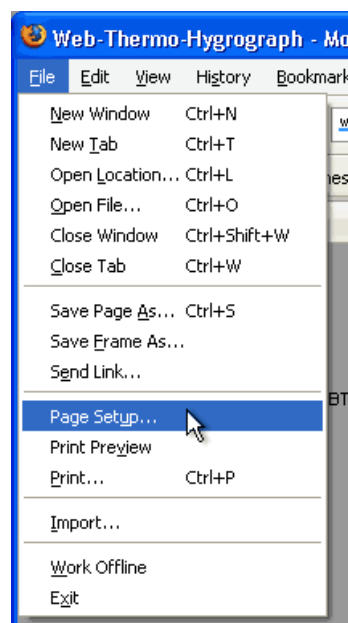 Web-Thermo-Hygrograph - Mo
File Edit View History Bookmark
New Window Ctrl+N
New Tab Ctrl+T
Open Location... Ctrl+L
Open File... Ctrl+O
Close Window Ctrl+Shift+W
Close Tab Ctrl+W
Save Page As... Ctrl+S
Save Frame As...
Send Link...
Page Setup...
BT
Print Preview
Print... Ctrl+P
Import...
Work Offline
Exit